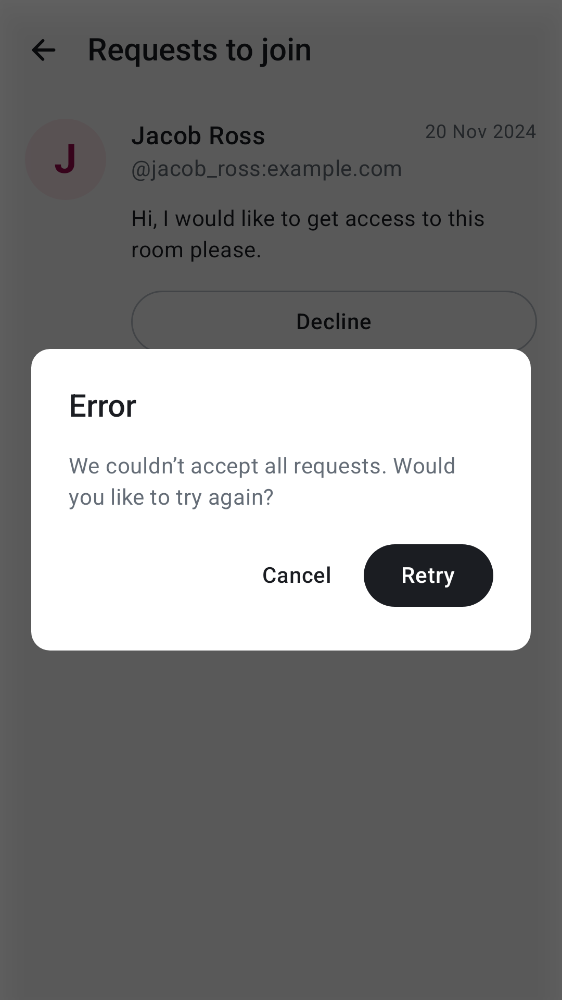 Requests to join
J
Jacob Ross
20 Nov 2024
@jacob_ross:example.com
Hi, I would like to get access to this
room please.
Decline
Error
We couldn’t accept all requests. Would
you like to try again?
Cancel
Retry